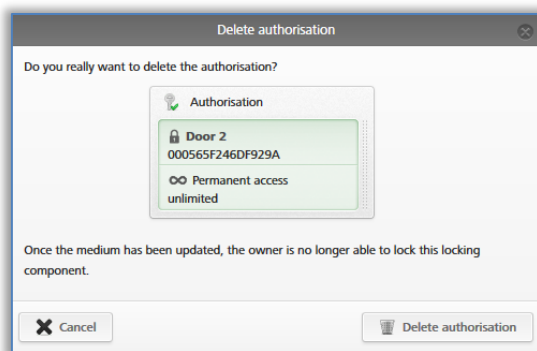 Delete authorisation
Do you really want to delete the authorisation?
Authorisation
Door 2
000565F246DF929A
Permanent access
unlimited
Once the medium has been updated, the owner is no longer able to lock this locking
component.
Cancel
Delete authorisation